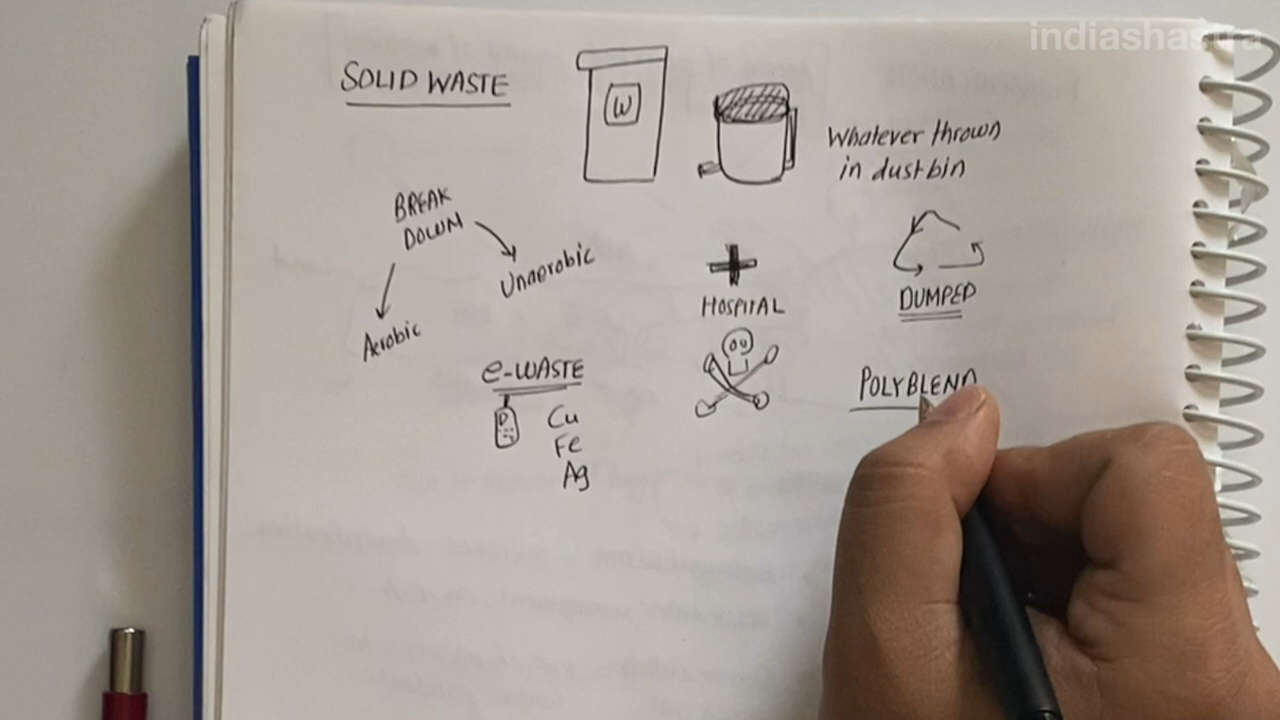 indiashastra
SOLID WASTE
W
Whatever thrown
in dustbin
BREAK
DOWN
Unaerobic
Aerobic
HOSPITAL
DUMPED
e-WASTE
Cu
Fe
Ag
POLYBLEND